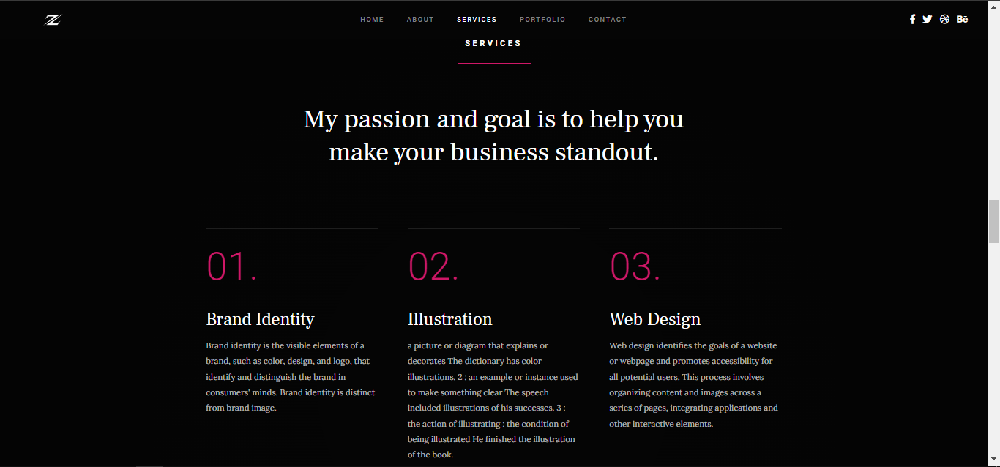 HOME ABOUT SERVICES PORTFOLIO CONTACT Bē
SERVICES
My passion and goal is to help you
make your business standout.
01.
Brand Identity
Brand identity is the visible elements of a
brand, such as color, design, and logo, that
identify and distinguish the brand in
consumers' minds. Brand identity is distinct
from brand image.
02.
Illustration
a picture or diagram that explains or
decorates The dictionary has color
illustrations. 2 : an example or instance used
to make something clear The speech
included illustrations of his successes. 3 :
the action of illustrating : the condition of
being illustrated He finished the illustration
of the book.
03.
Web Design
Web design identifies the goals of a website
or webpage and promotes accessibility for
all potential users. This process involves
organizing content and images across a
series of pages, integrating applications and
other interactive elements.